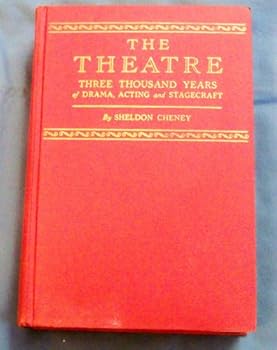 THE
THEATRE
THREE THOUSAND YEARS
of DRAMA, ACTING and STAGECRAFT
By SHELDON CHENEY